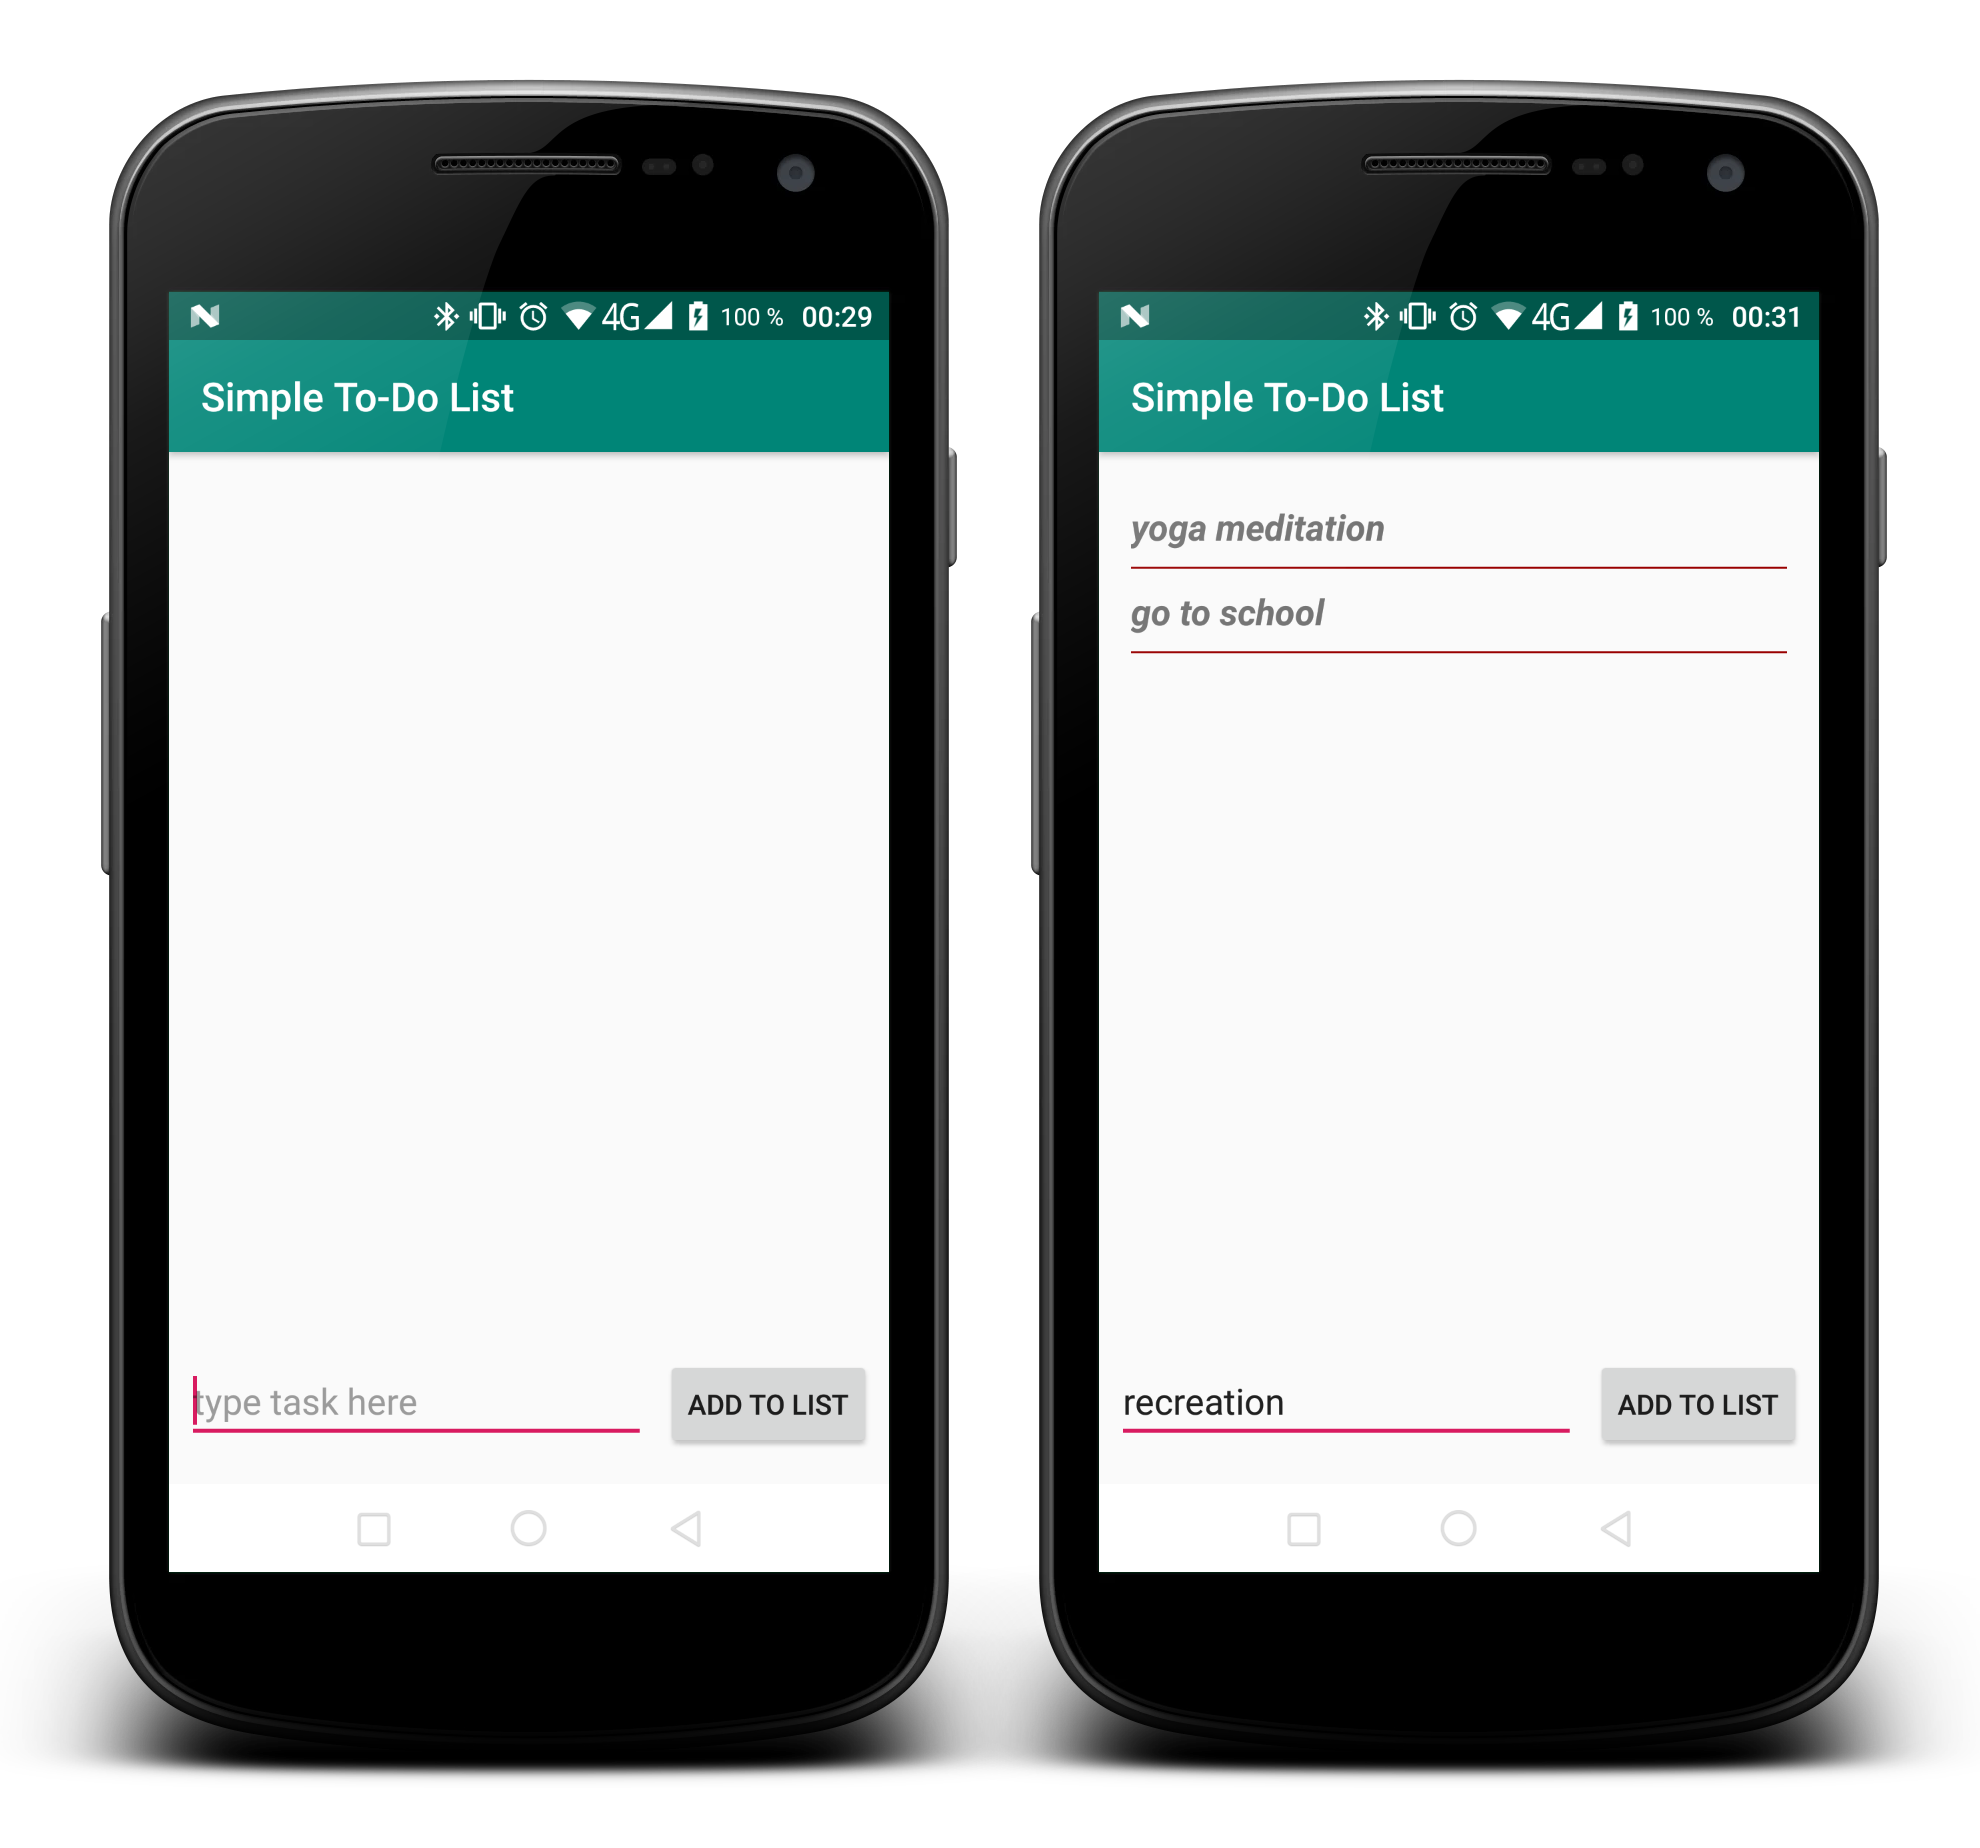 4G 100 % 00:29
Simple To-Do List
type task here
ADD TO LIST
4G 100 % 00:31
Simple To-Do List
yoga meditation
go to school
recreation
ADD TO LIST